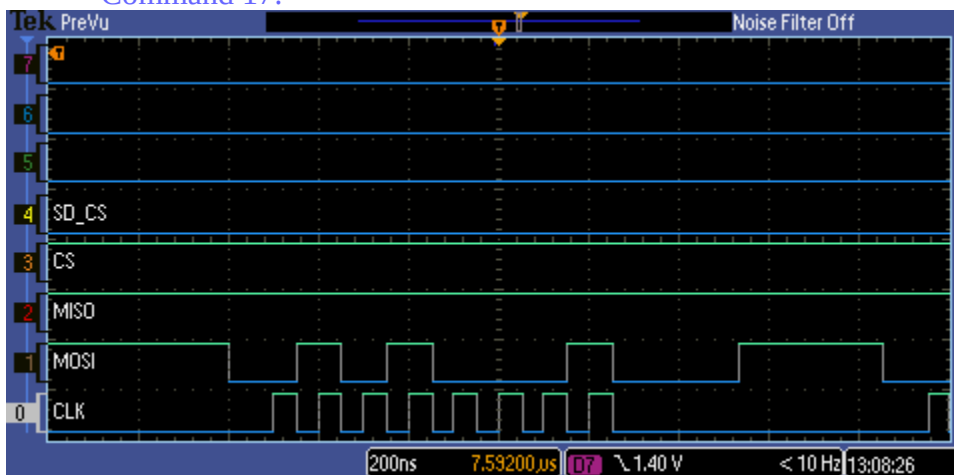 Command 17:
Tek PreVu
Noise Filter Off
T
7
6
5
4 SD_CS
3 CS
2 MISO
1 MOSI
0 CLK
200ns 7.59200µs D7 1.40 V < 10 Hz 13:08:26